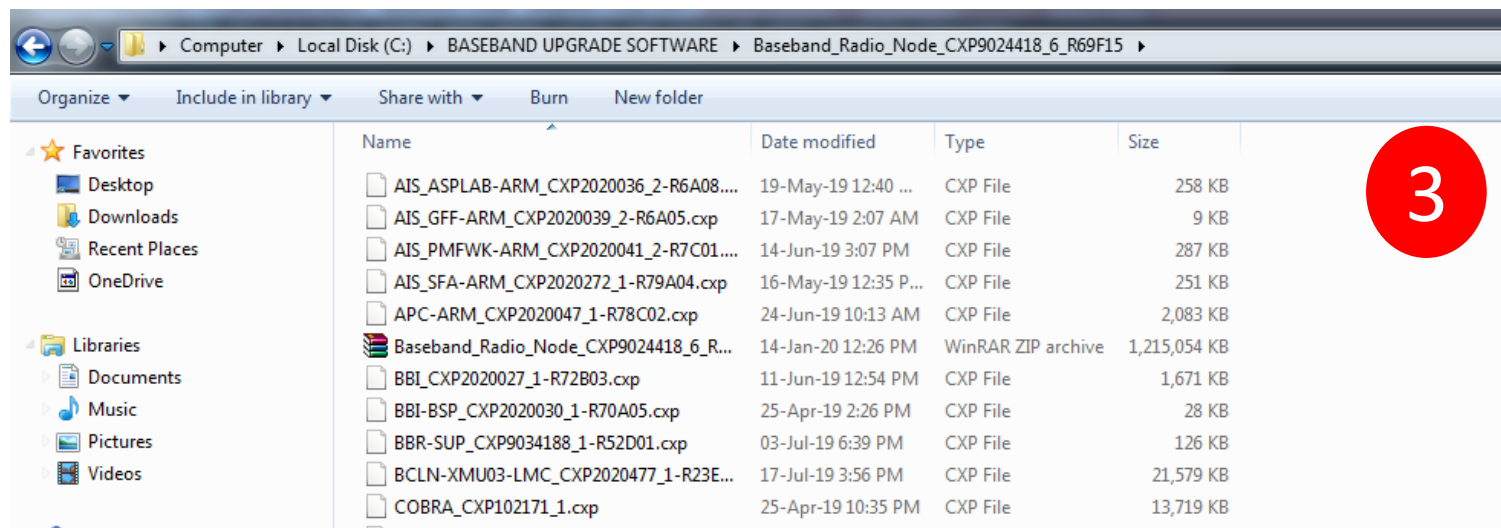 Computer Local Disk (C:) BASEBAND UPGRADE SOFTWARE Baseband_Radio_Node_CXP9024418_6_R69F15
Organize Include in library Share with Burn New folder
Favorites
Desktop
Downloads
Recent Places
OneDrive
Libraries
Documents
Music
Pictures
Videos
Name Date modified Type Size
AIS_ASPLAB-ARM_CXP2020036_2-R6A08.... 19-May-19 12:40 ... CXP File 258 KB
AIS_GFF-ARM_CXP2020039_2-R6A05.cxp 17-May-19 2:07 AM CXP File 9 KB
AIS_PMFWK-ARM_CXP2020041_2-R7C01.... 14-Jun-19 3:07 PM CXP File 287 KB
AIS_SFA-ARM_CXP2020272_1-R79A04.cxp 16-May-19 12:35 P... CXP File 251 KB
APC-ARM_CXP2020047_1-R78C02.cxp 24-Jun-19 10:13 AM CXP File 2,083 KB
Baseband_Radio_Node_CXP9024418_6_R... 14-Jan-20 12:26 PM WinRAR ZIP archive 1,215,054 KB
BBI_CXP2020027_1-R72B03.cxp 11-Jun-19 12:54 PM CXP File 1,671 KB
BBI-BSP_CXP2020030_1-R70A05.cxp 25-Apr-19 2:26 PM CXP File 28 KB
BBR-SUP_CXP9034188_1-R52D01.cxp 03-Jul-19 6:39 PM CXP File 126 KB
BCLN-XMU03-LMC_CXP2020477_1-R23E... 17-Jul-19 3:56 PM CXP File 21,579 KB
COBRA_CXP102171_1.cxp 25-Apr-19 10:35 PM CXP File 13,719 KB
3